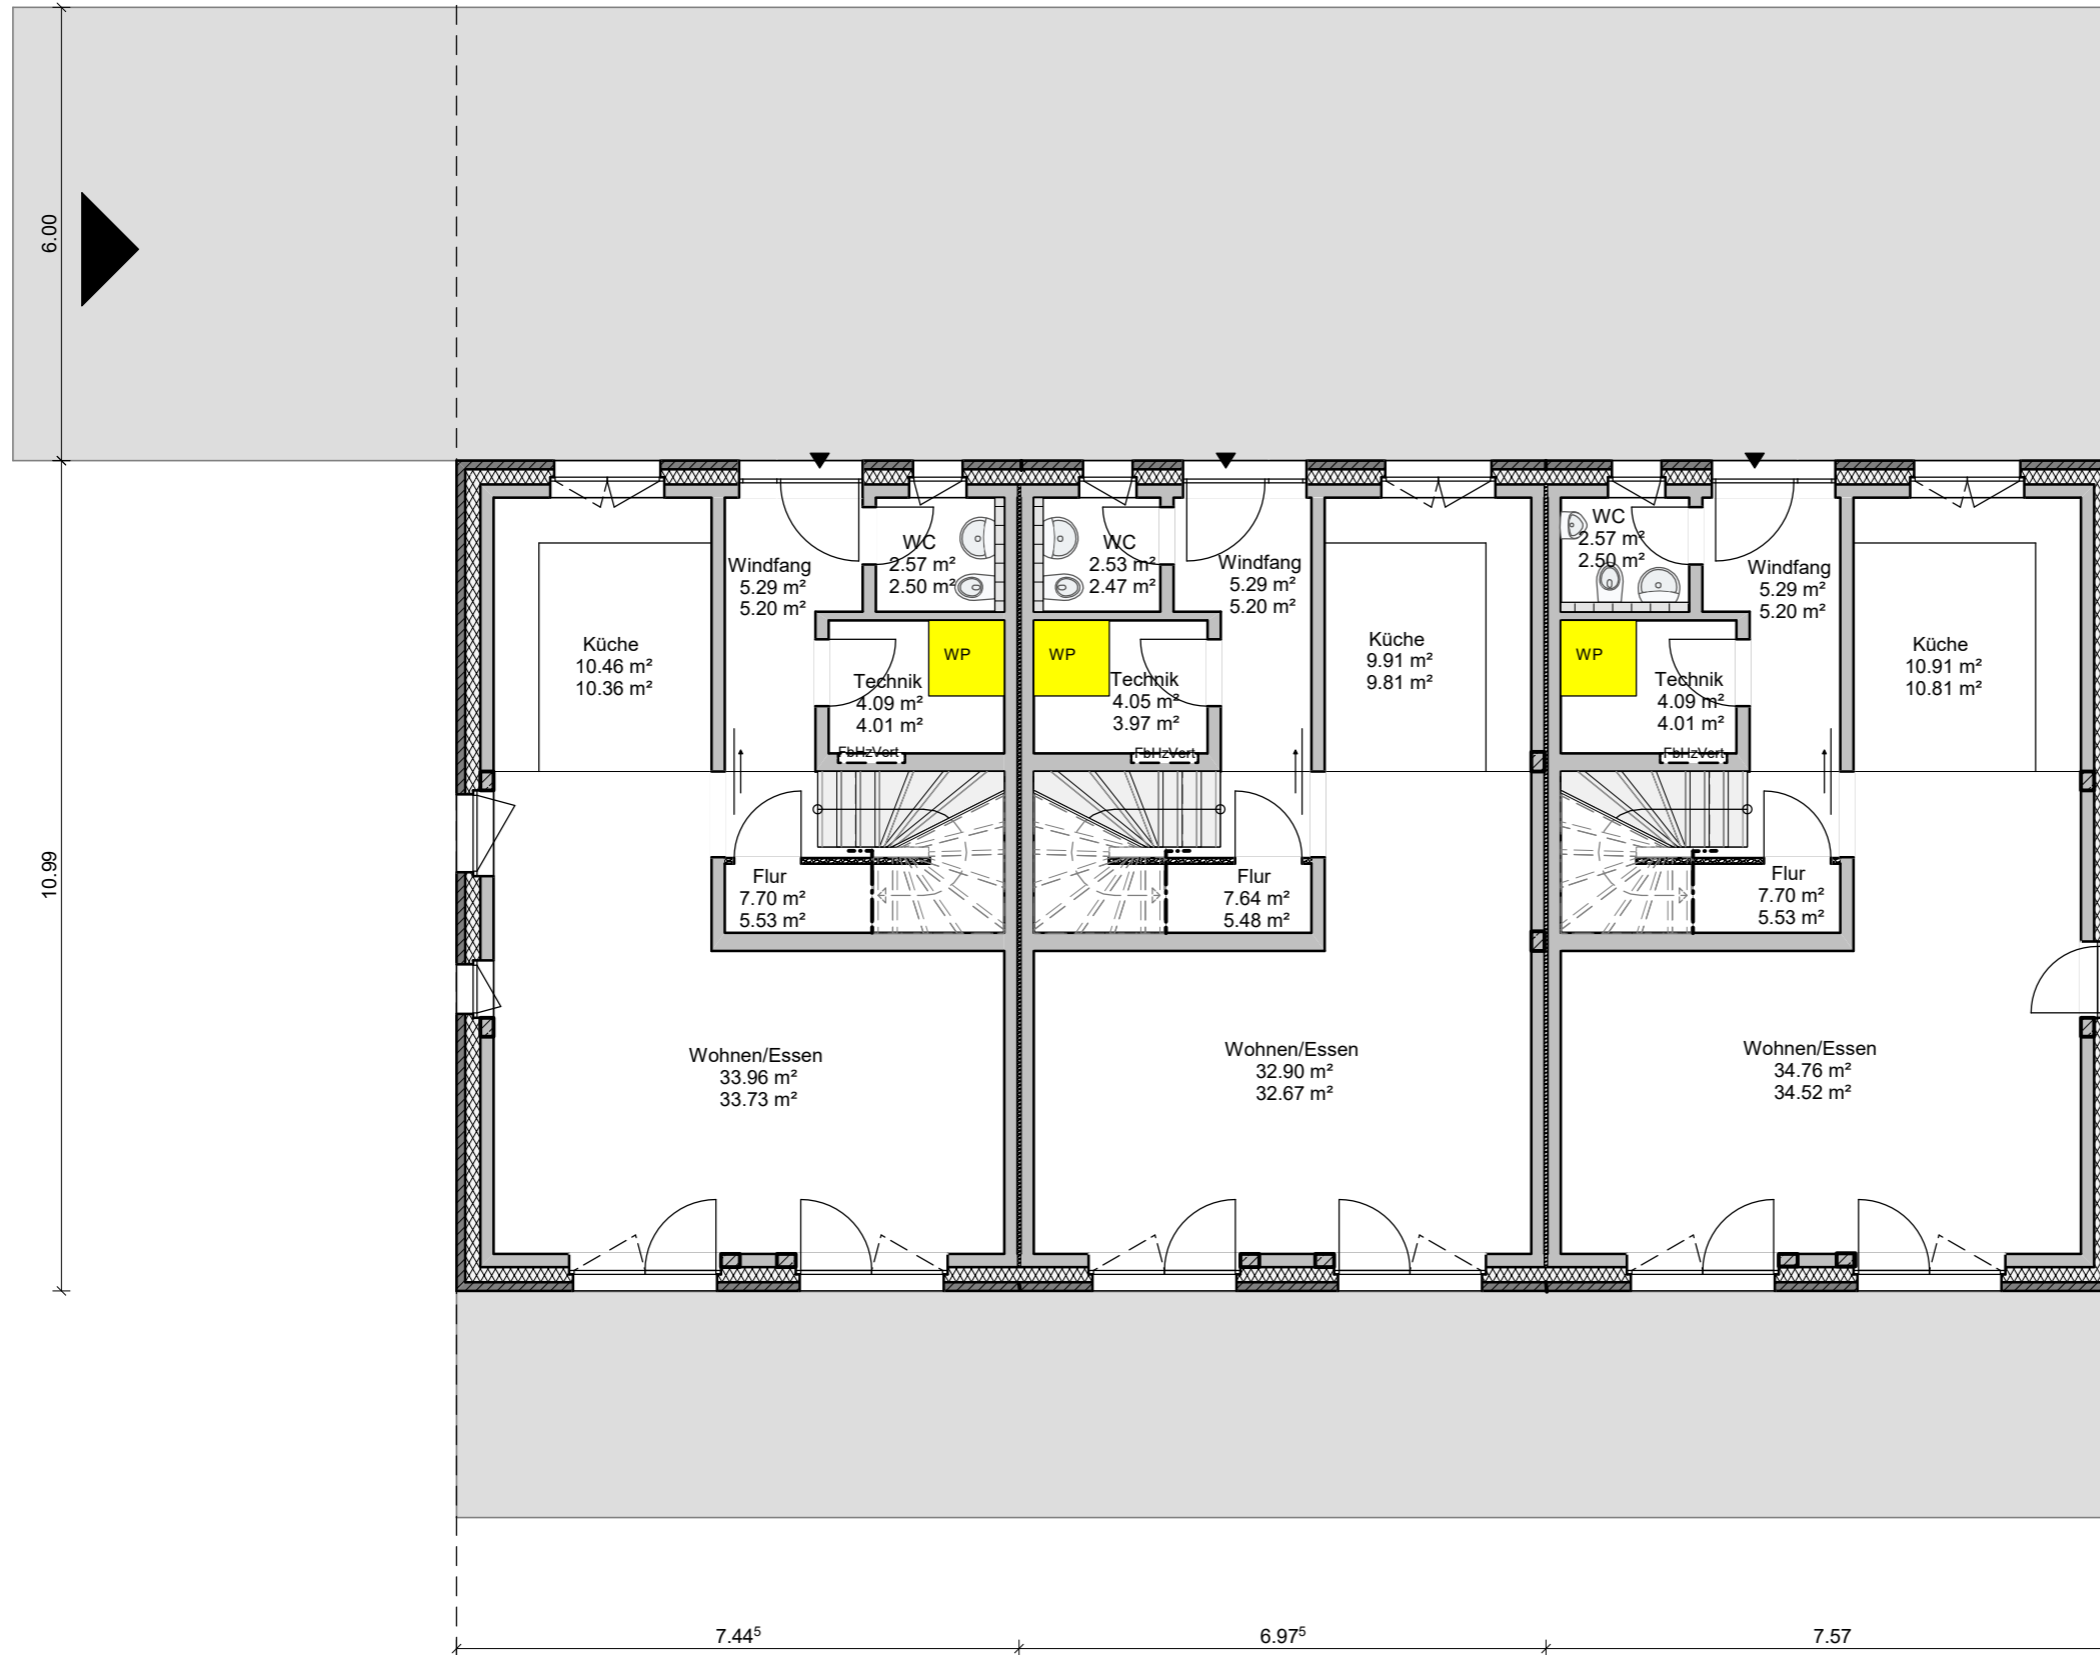 6.00
10.99
Küche
10.46 m²
10.36 m²
Windfang
5.29 m²
5.20 m²
WC
2.57 m²
2.50 m²
WP
Technik
4.09 m²
4.01 m²
FbHzVert
Flur
7.70 m²
5.53 m²
Wohnen/Essen
33.96 m²
33.73 m²
WC
2.53 m²
2.47 m²
Windfang
5.29 m²
5.20 m²
WP
Technik
4.05 m²
3.97 m²
FbHzVert
Küche
9.91 m²
9.81 m²
Flur
7.64 m²
5.48 m²
Wohnen/Essen
32.90 m²
32.67 m²
WC
2.57 m²
2.50 m²
Windfang
5.29 m²
5.20 m²
WP
Technik
4.09 m²
4.01 m²
FbHzVert
Küche
10.91 m²
10.81 m²
Flur
7.70 m²
5.53 m²
Wohnen/Essen
34.76 m²
34.52 m²
7.44⁵
6.97⁵
7.57